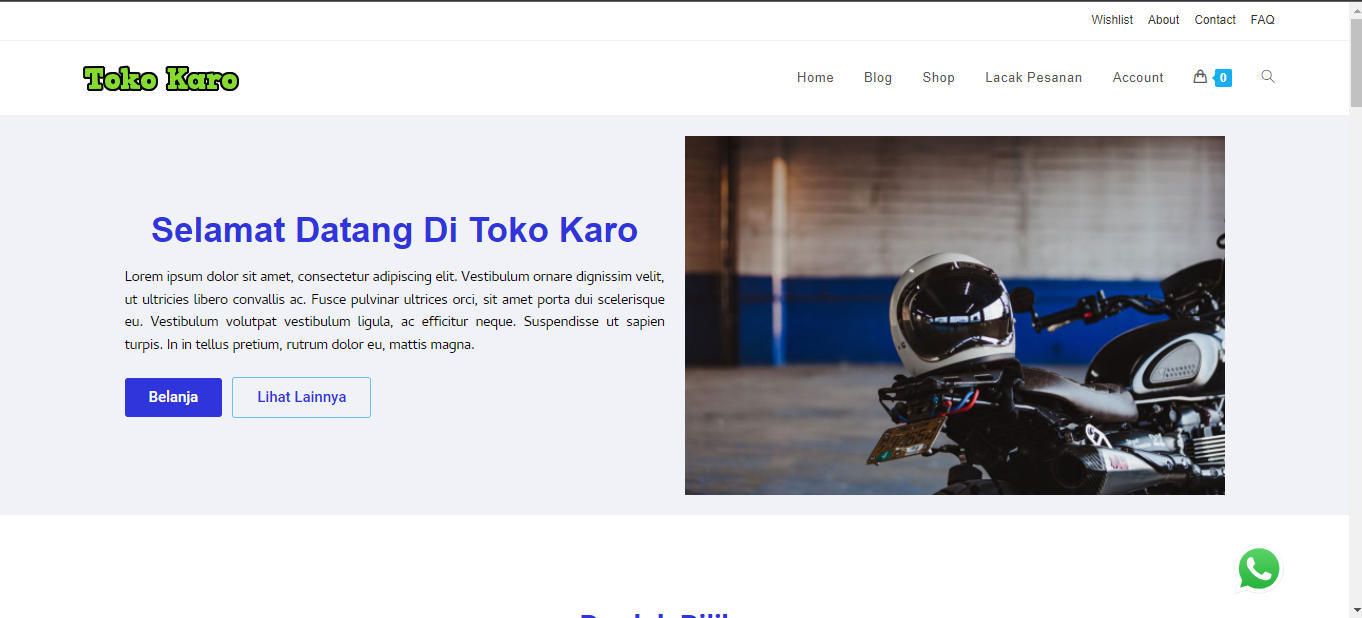 Wishlist About Contact FAQ
Toko Karo
Home Blog Shop Lacak Pesanan Account 0
Selamat Datang Di Toko Karo
Lorem ipsum dolor sit amet, consectetur adipiscing elit. Vestibulum ornare dignissim velit,
ut ultricies libero convallis ac. Fusce pulvinar ultrices orci, sit amet porta dui scelerisque
eu. Vestibulum volutpat vestibulum ligula, ac efficitur neque. Suspendisse ut sapien
turpis. In in tellus pretium, rutrum dolor eu, mattis magna.
Belanja Lihat Lainnya